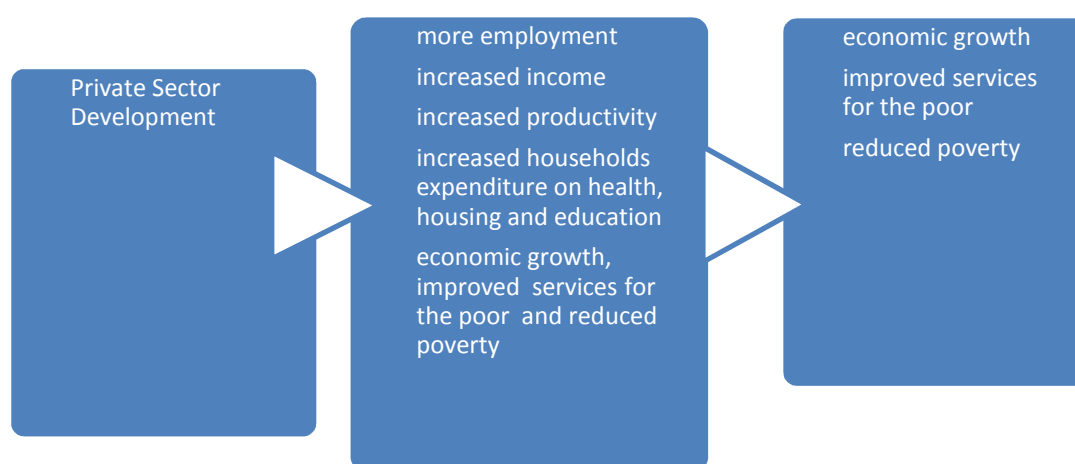 Private Sector
Development
more employment
increased income
increased productivity
increased households
expenditure on health,
housing and education
economic growth,
improved  services for
the poor  and reduced
poverty
economic growth
improved services
for the poor
reduced poverty